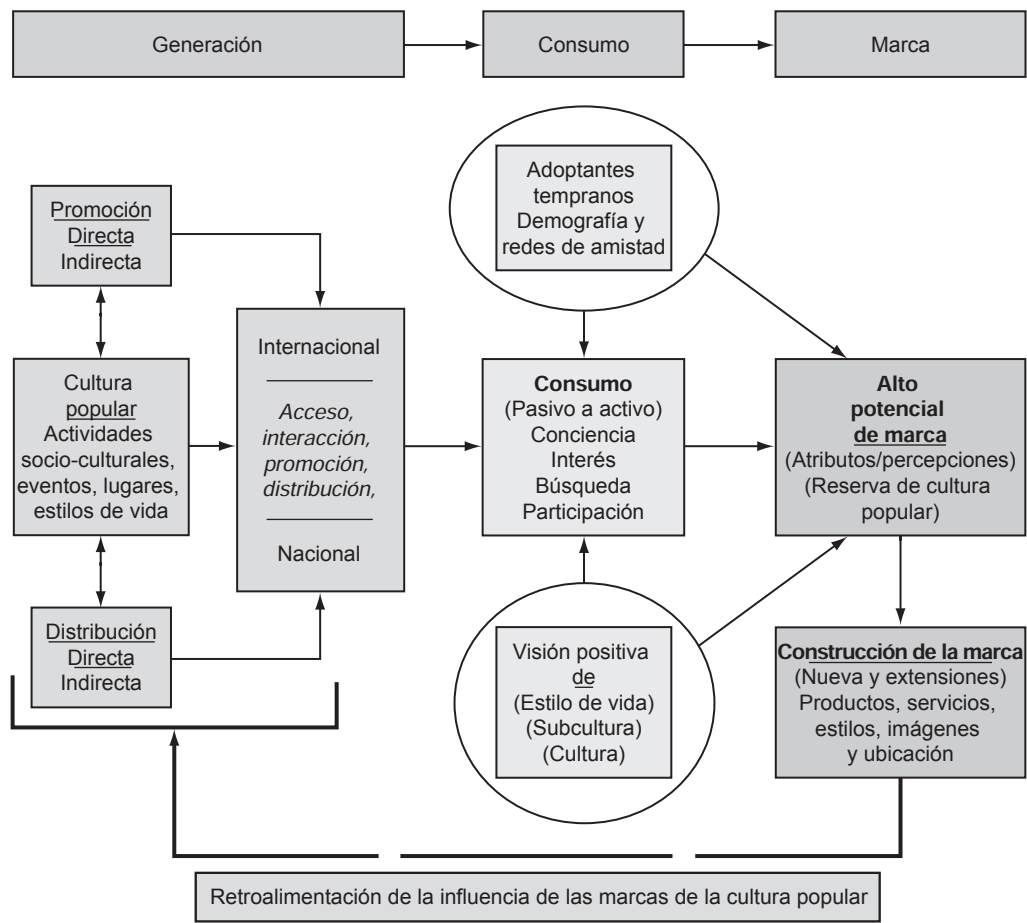 Generación
Consumo
Marca
Adoptantes
tempranos
Demografía y
redes de amistad
Promoción
Directa
Indirecta
Internacional
Acceso,
interacción,
promoción,
distribución,
Nacional
Cultura
popular
Actividades
socio-culturales,
eventos, lugares,
estilos de vida
Consumo
(Pasivo a activo)
Conciencia
Interés
Búsqueda
Participación
Alto
potencial
de marca
(Atributos/percepciones)
(Reserva de cultura
popular)
Distribución
Directa
Indirecta
Visión positiva
de
(Estilo de vida)
(Subcultura)
(Cultura)
Construcción de la marca
(Nueva y extensiones)
Productos, servicios,
estilos, imágenes
y ubicación
Retroalimentación de la influencia de las marcas de la cultura popular